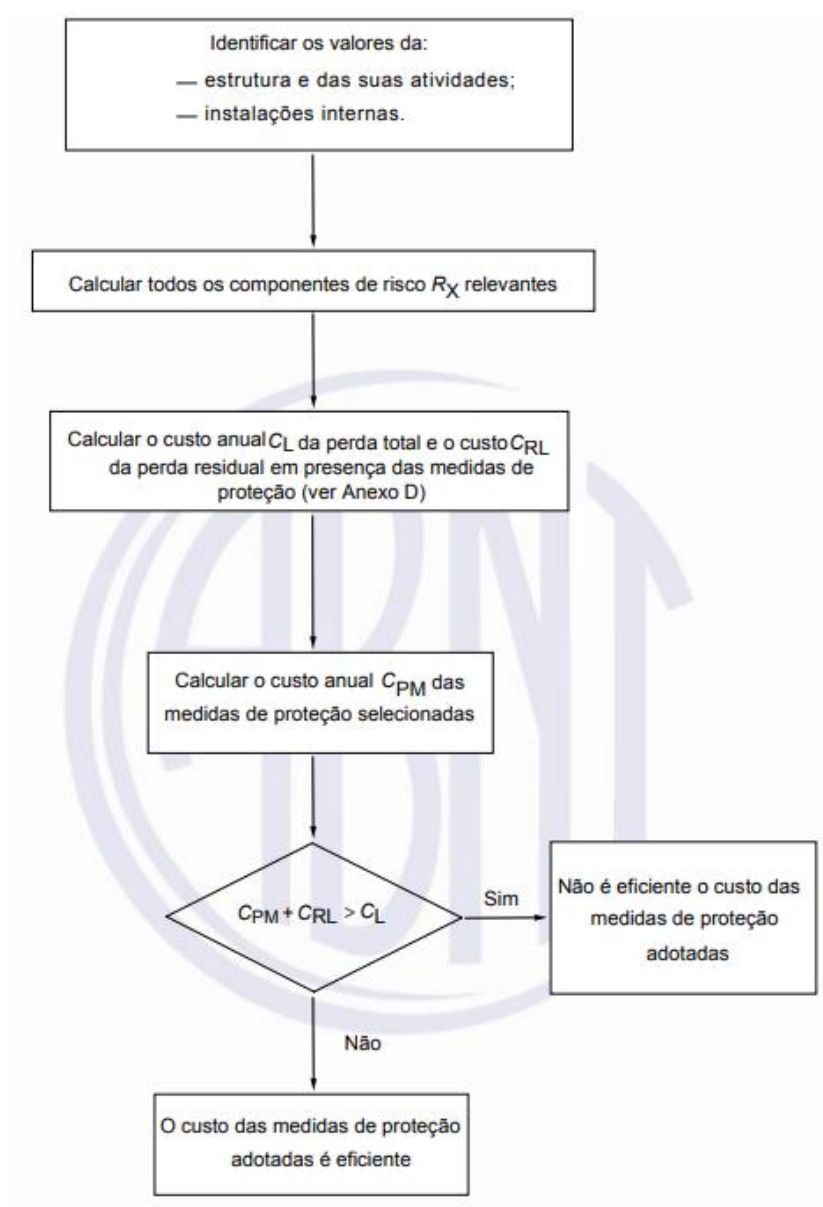 Identificar os valores da:
— estrutura e das suas atividades;
— instalações internas.
Calcular todos os componentes de risco RX relevantes
Calcular o custo anual CL da perda total e o custo CRL
da perda residual em presença das medidas de
proteção (ver Anexo D)
Calcular o custo anual CPM das
medidas de proteção selecionadas
CPM + CRL > CL
Sim
Não é eficiente o custo das
medidas de proteção
adotadas
Não
O custo das medidas de proteção
adotadas é eficiente
ABNT